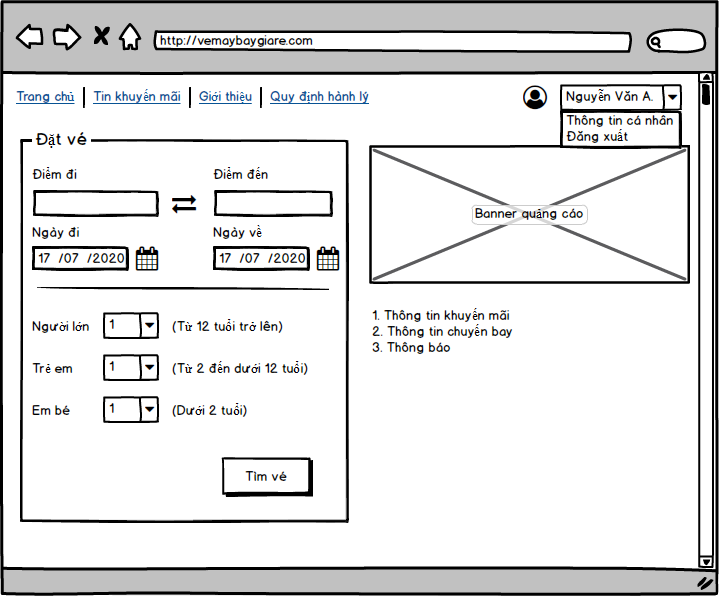 http://vemaybaygiare.com
Trang chủ Tin khuyến mãi Giới thiệu Quy định hành lý
Nguyễn Văn A.
Thông tin cá nhân
Đăng xuất
Đặt vé
Điểm đi Điểm đến
Ngày đi Ngày về
17 /07 /2020 17 /07 /2020
Người lớn 1 (Từ 12 tuổi trở lên)
Trẻ em 1 (Từ 2 đến dưới 12 tuổi)
Em bé 1 (Dưới 2 tuổi)
Tìm vé
Banner quảng cáo
1. Thông tin khuyến mãi
2. Thông tin chuyến bay
3. Thông báo